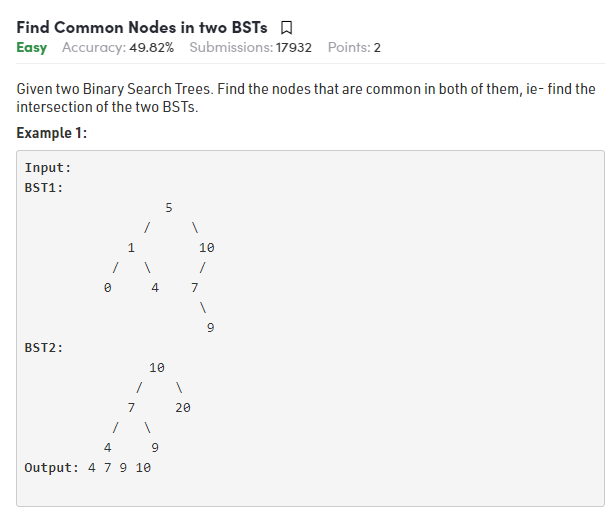 Find Common Nodes in two BSTs
Easy Accuracy: 49.82% Submissions: 17932 Points: 2
Given two Binary Search Trees. Find the nodes that are common in both of them, ie- find the
intersection of the two BSTs.
Example 1:
Input:
BST1:
5
/ \
1 10
/ \ /
0 4 7
\
9
BST2:
10
/ \
7 20
/ \
4 9
Output: 4 7 9 10